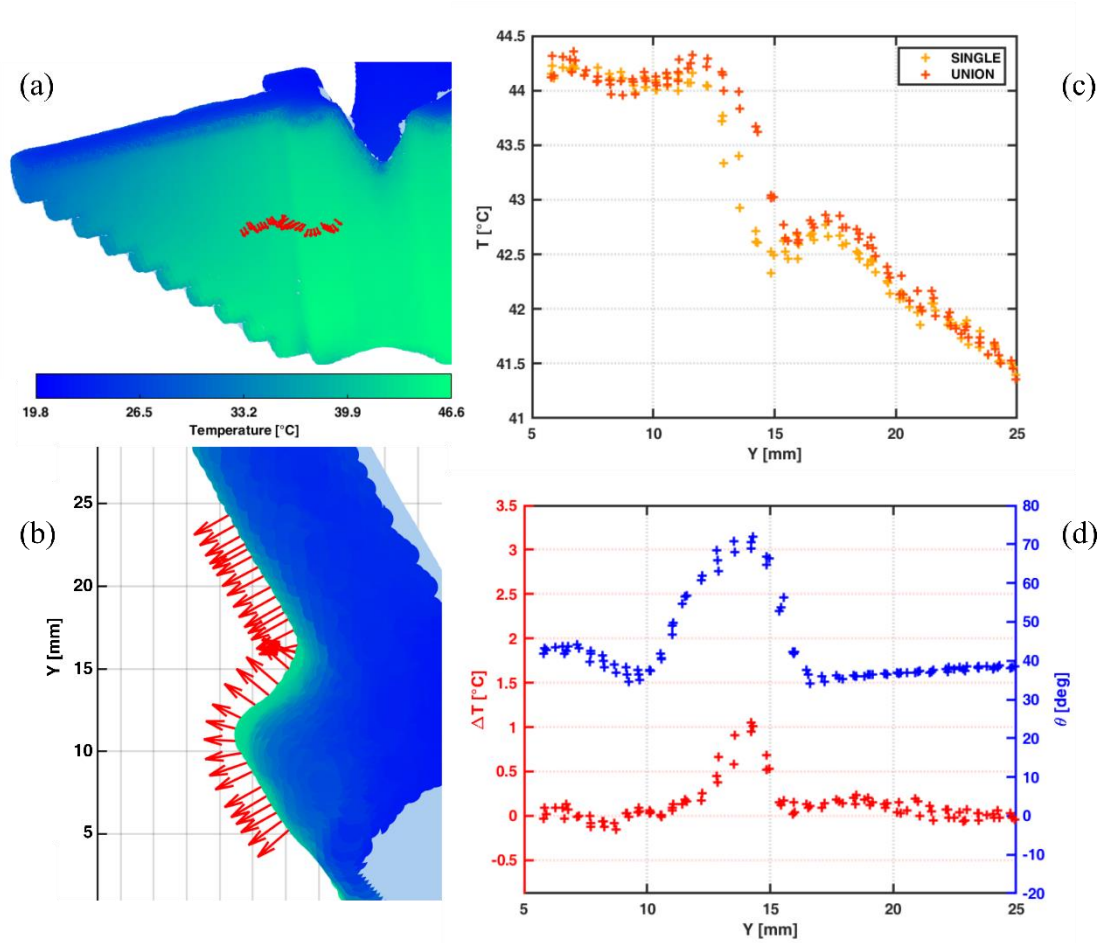 (a)
19.8 26.5 33.2 39.9 46.6
Temperature [°C]
(b)
25
20
15
10
5
Y [mm]
(c)
44.5
44
43.5
43
42.5
42
41.5
41
T [°C]
SINGLE
UNION
5 10 15 20 25
Y [mm]
(d)
3.5
3
2.5
2
1.5
1
0.5
0
-0.5
ΔT [°C]
80
70
60
50
40
30
20
10
0
-10
-20
θ [deg]
5 10 15 20 25
Y [mm]